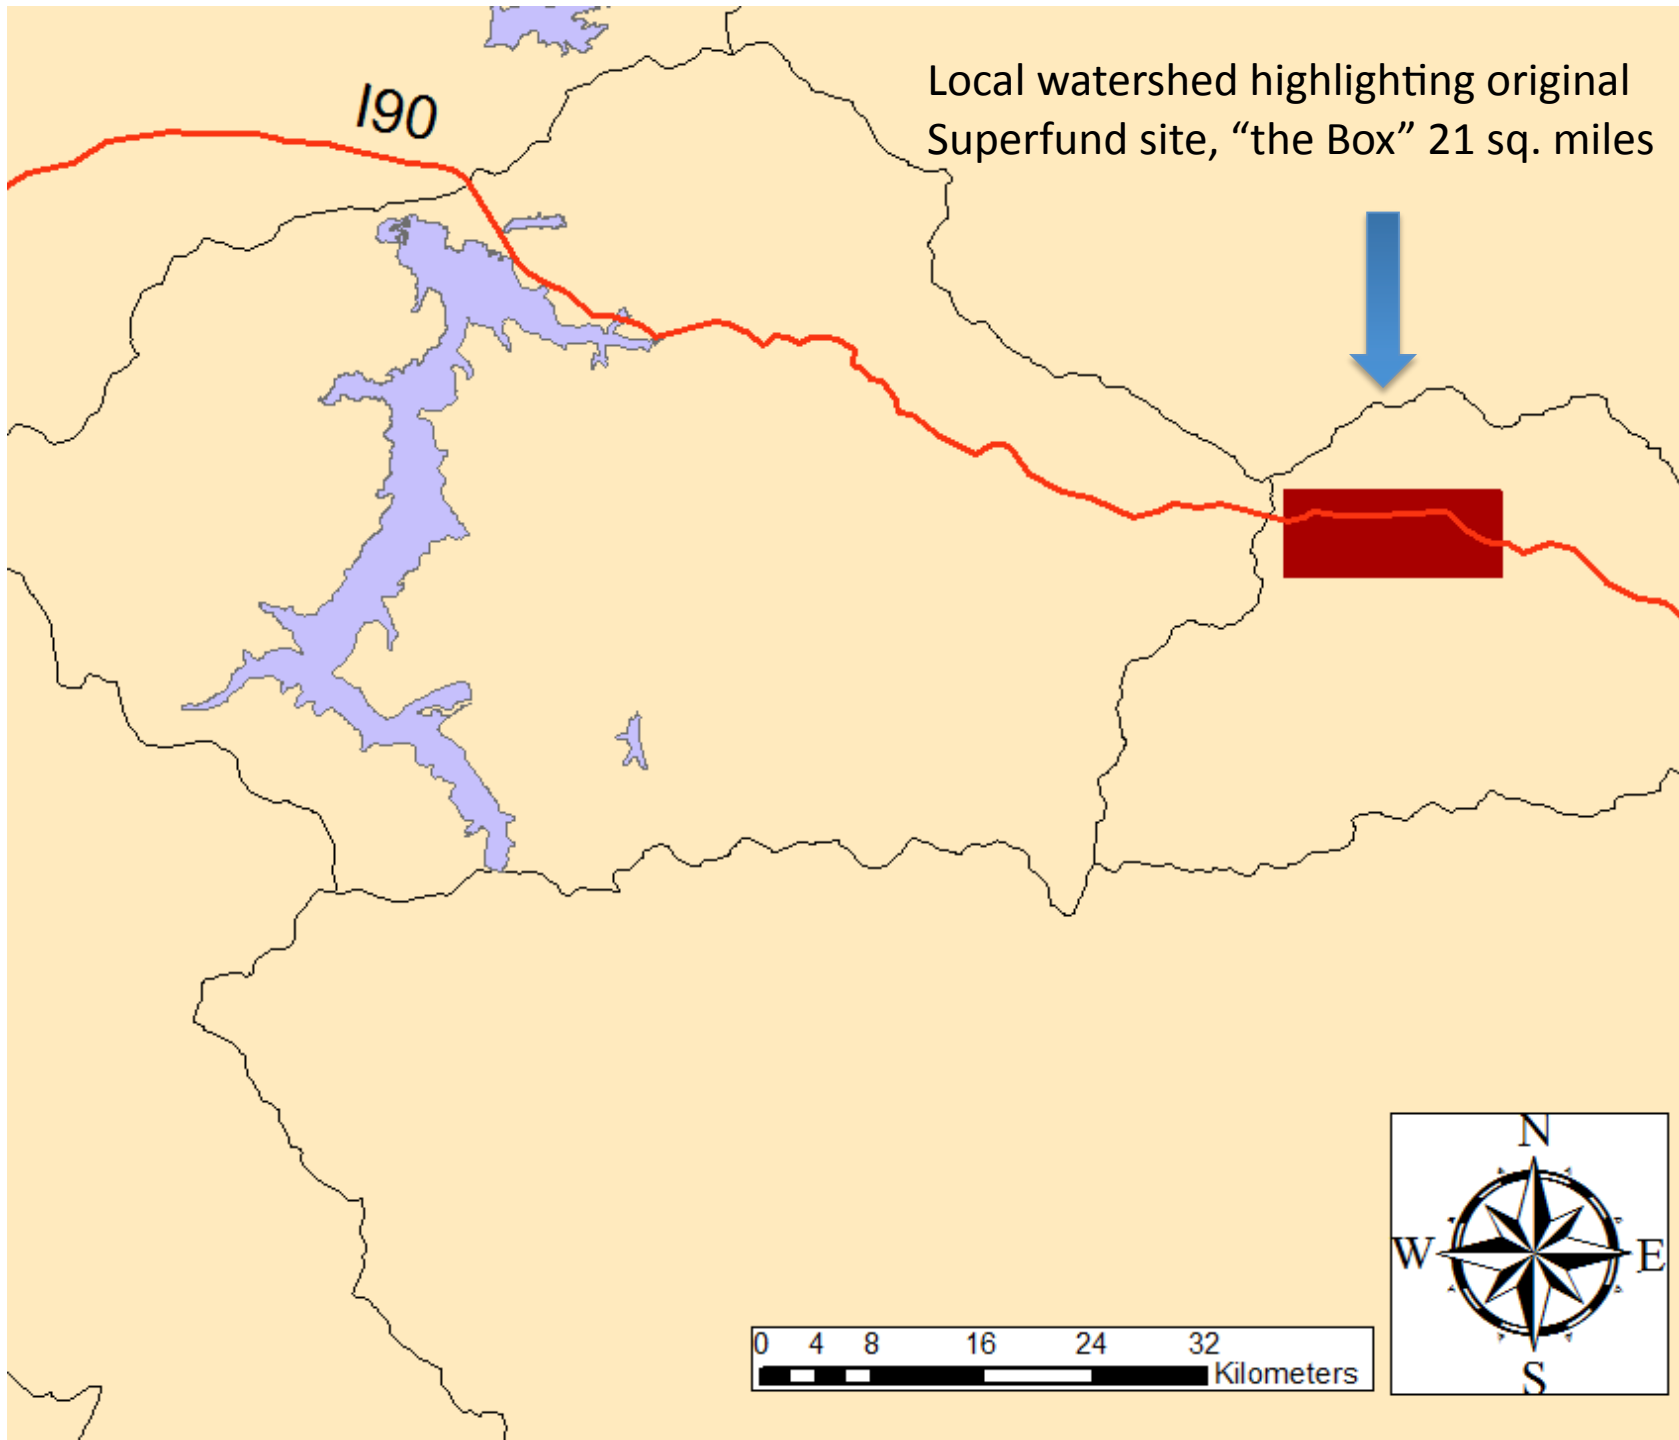 Local watershed highlighting original
Superfund site, “the Box” 21 sq. miles
I90
N
W E
S
0 4 8 16 24 32
Kilometers